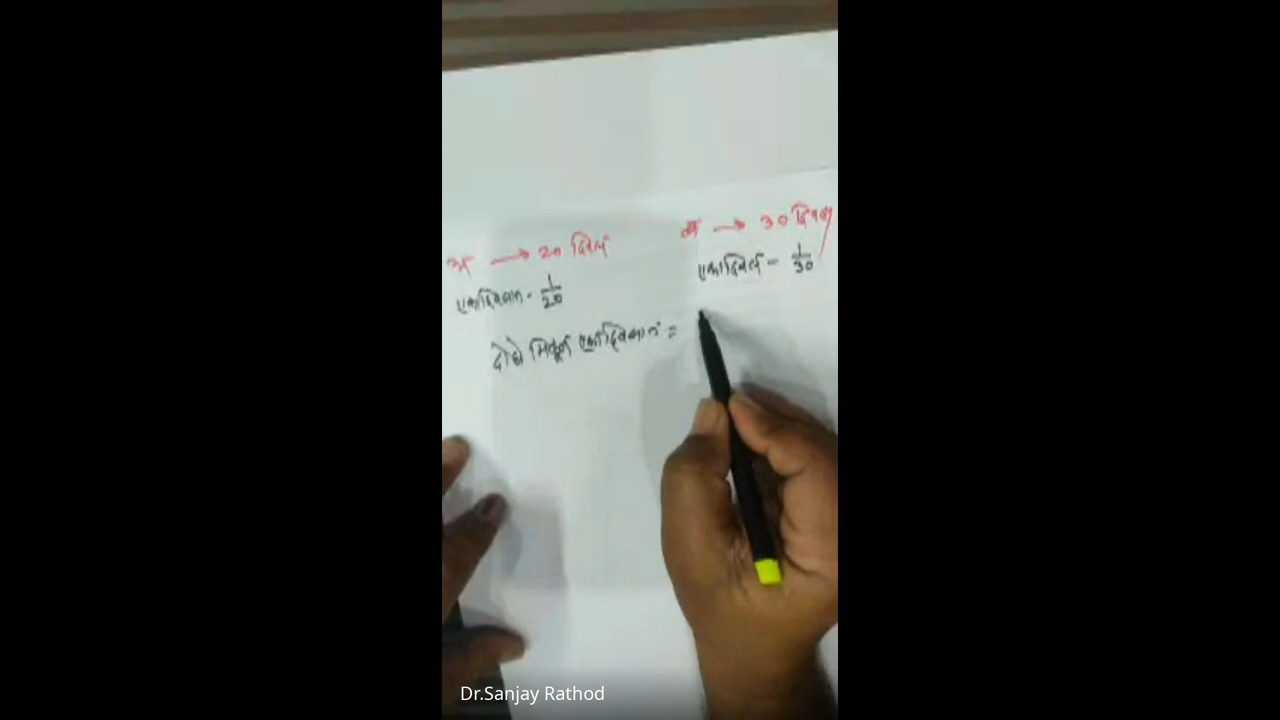 अ → 20 दिवस
ब → 30 दिवस
एका दिवसात = 1/20
एका दिवस = 1/30
दोघे मिळून एका दिवसात =
Dr.Sanjay Rathod